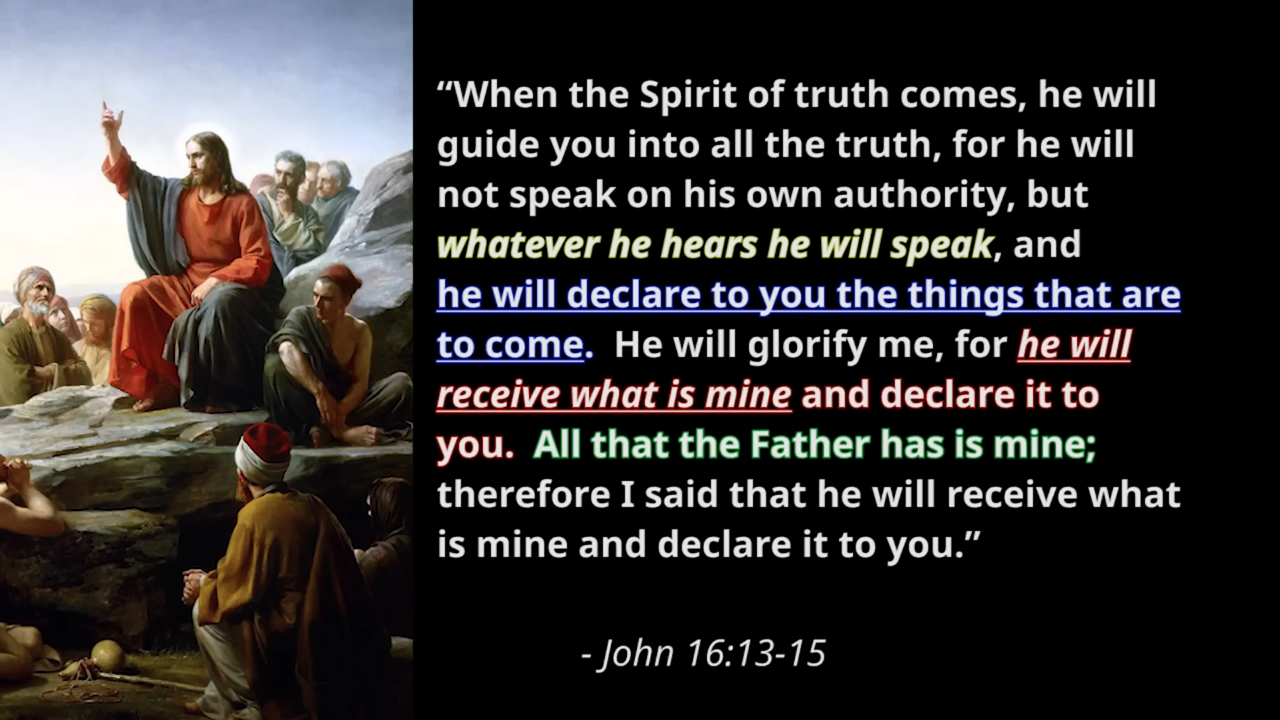 “When the Spirit of truth comes, he will
guide you into all the truth, for he will
not speak on his own authority, but
whatever he hears he will speak, and
he will declare to you the things that are
to come.  He will glorify me, for he will
receive what is mine and declare it to
you.  All that the Father has is mine;
therefore I said that he will receive what
is mine and declare it to you.”
- John 16:13-15